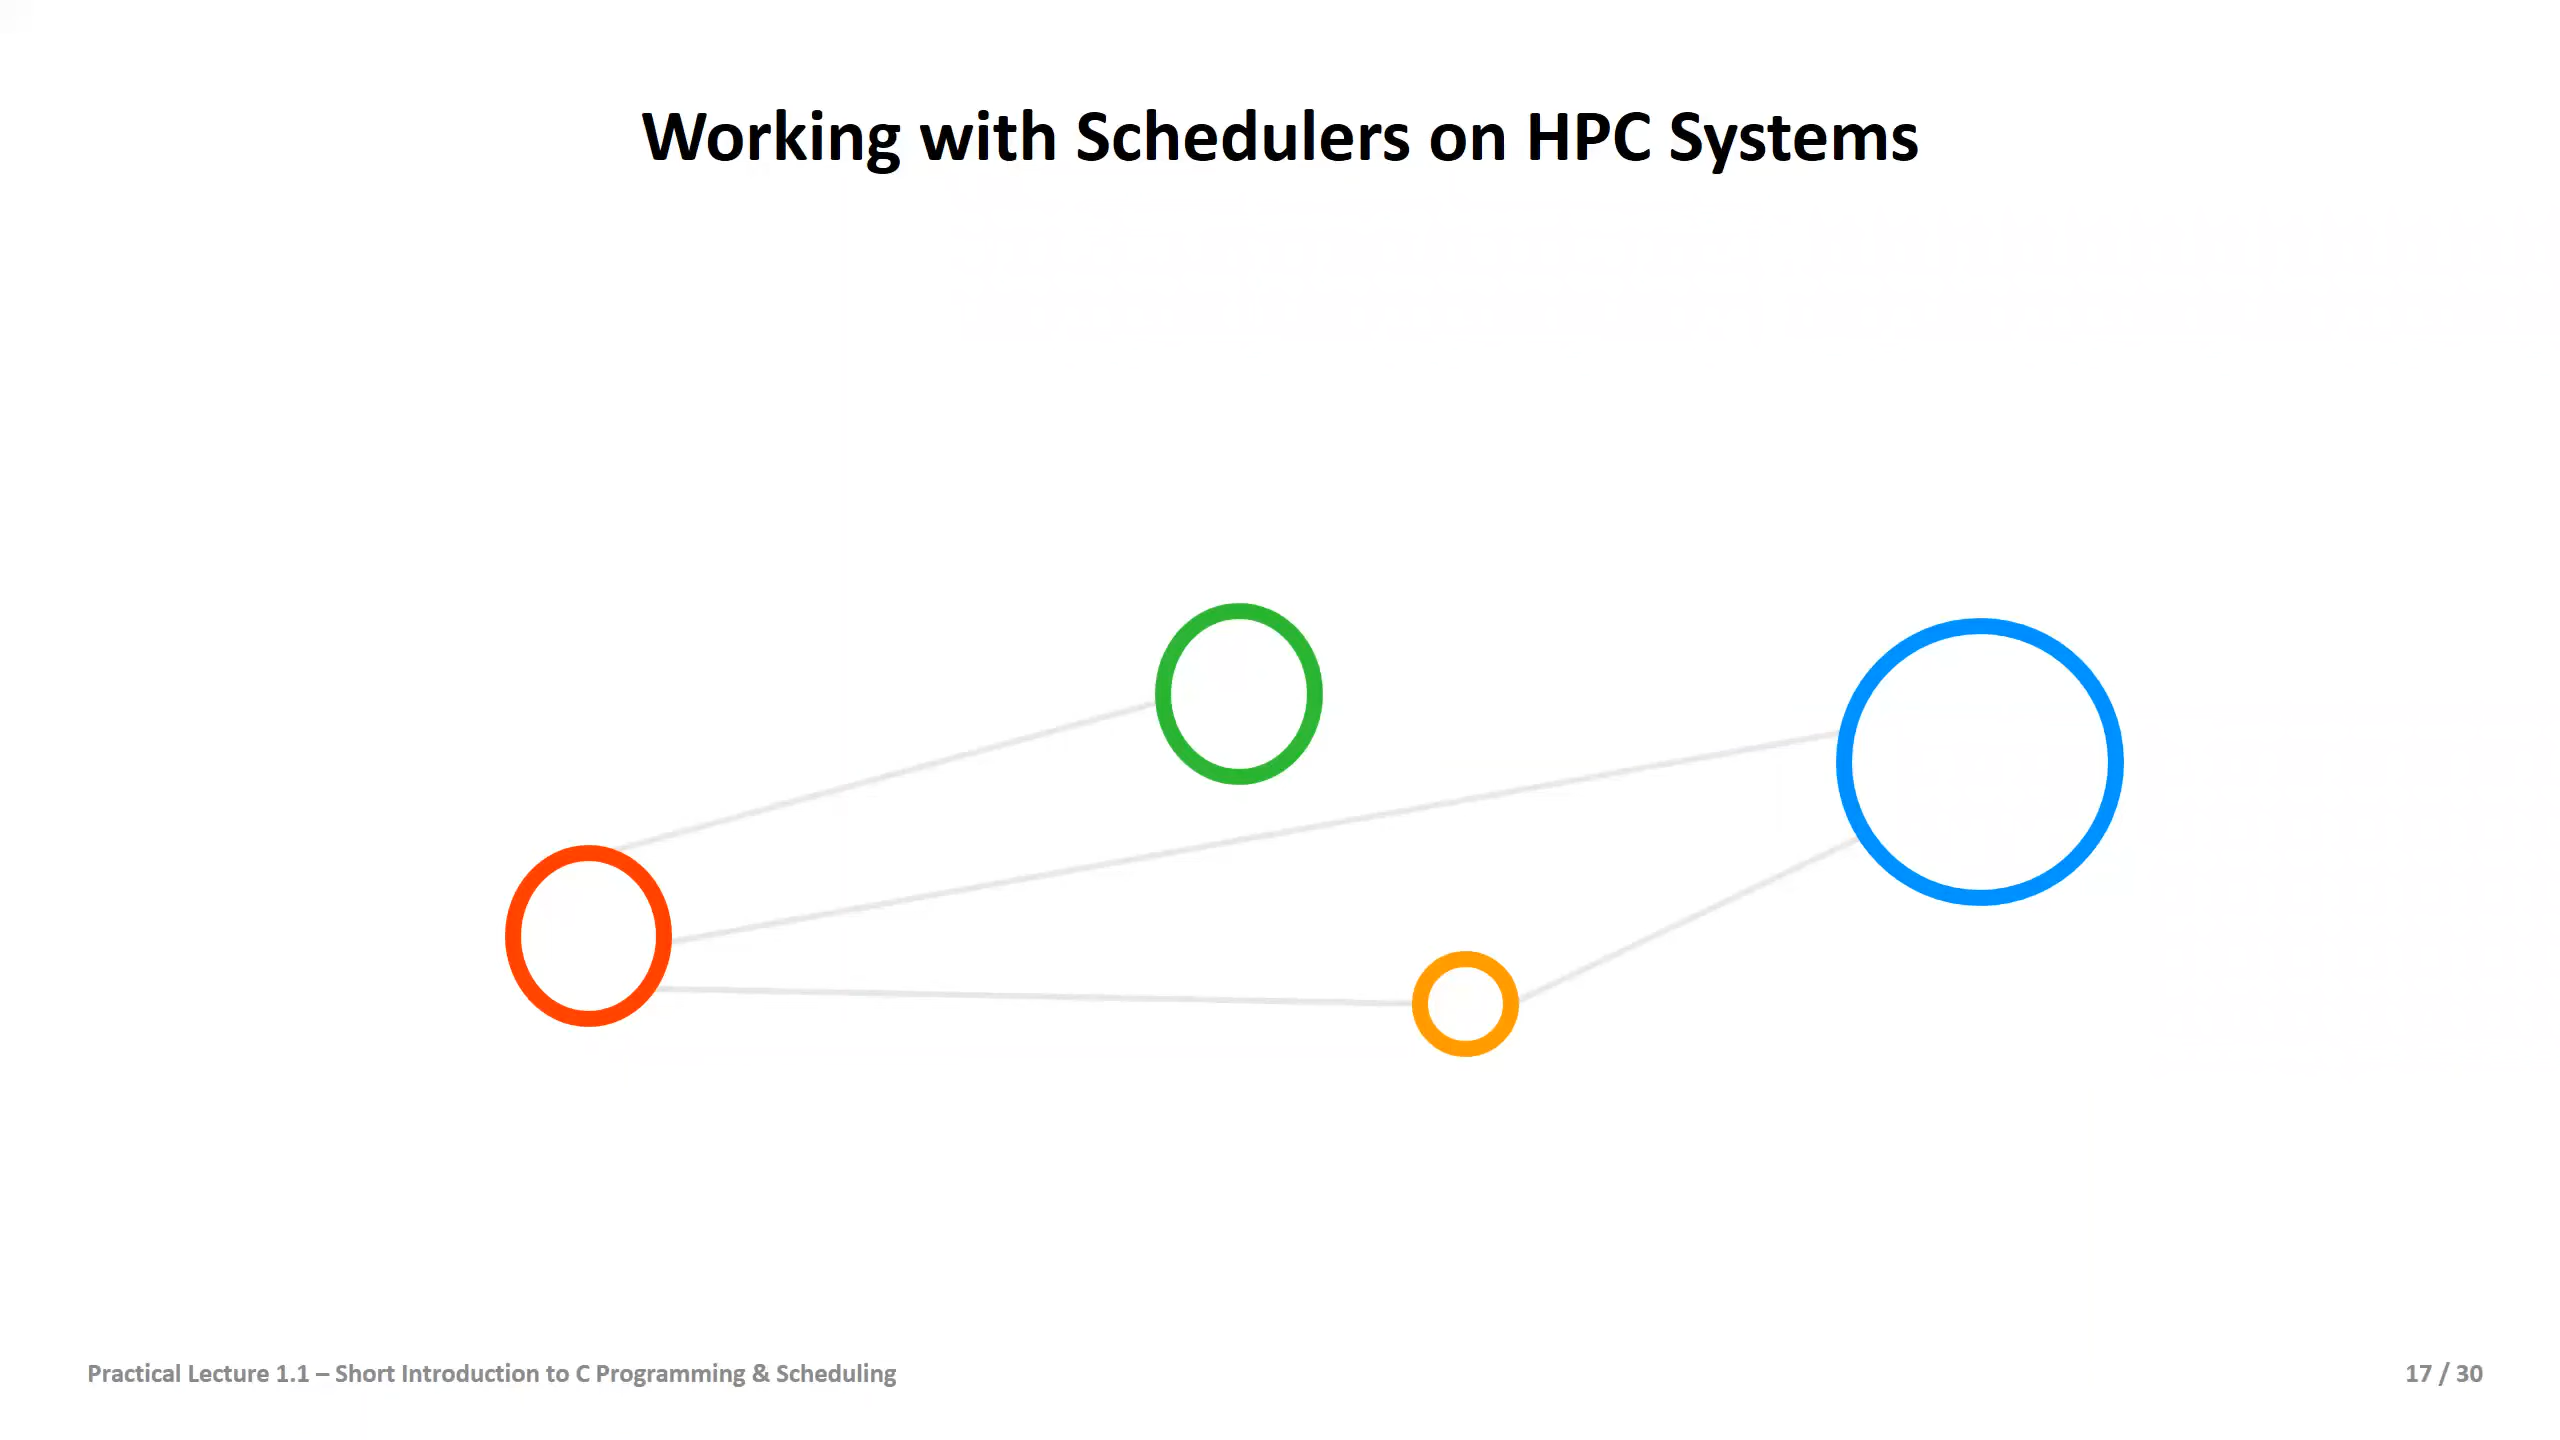 Working with Schedulers on HPC Systems
Practical Lecture 1.1 – Short Introduction to C Programming & Scheduling
17 / 30